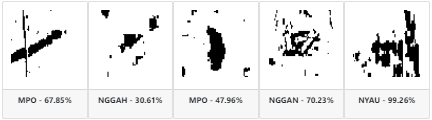 MPO - 67.85% NGGAH - 30.61% MPO - 47.96% NGGAN - 70.23% NYAU - 99.26%